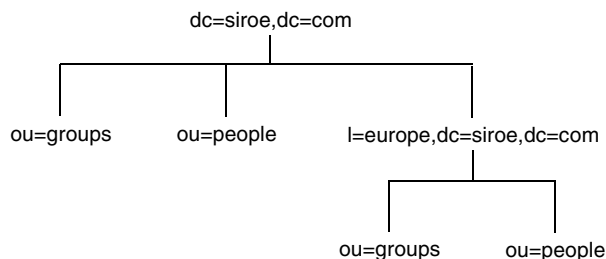 dc=siroe,dc=com
ou=groups
ou=people
l=europe,dc=siroe,dc=com
ou=groups
ou=people